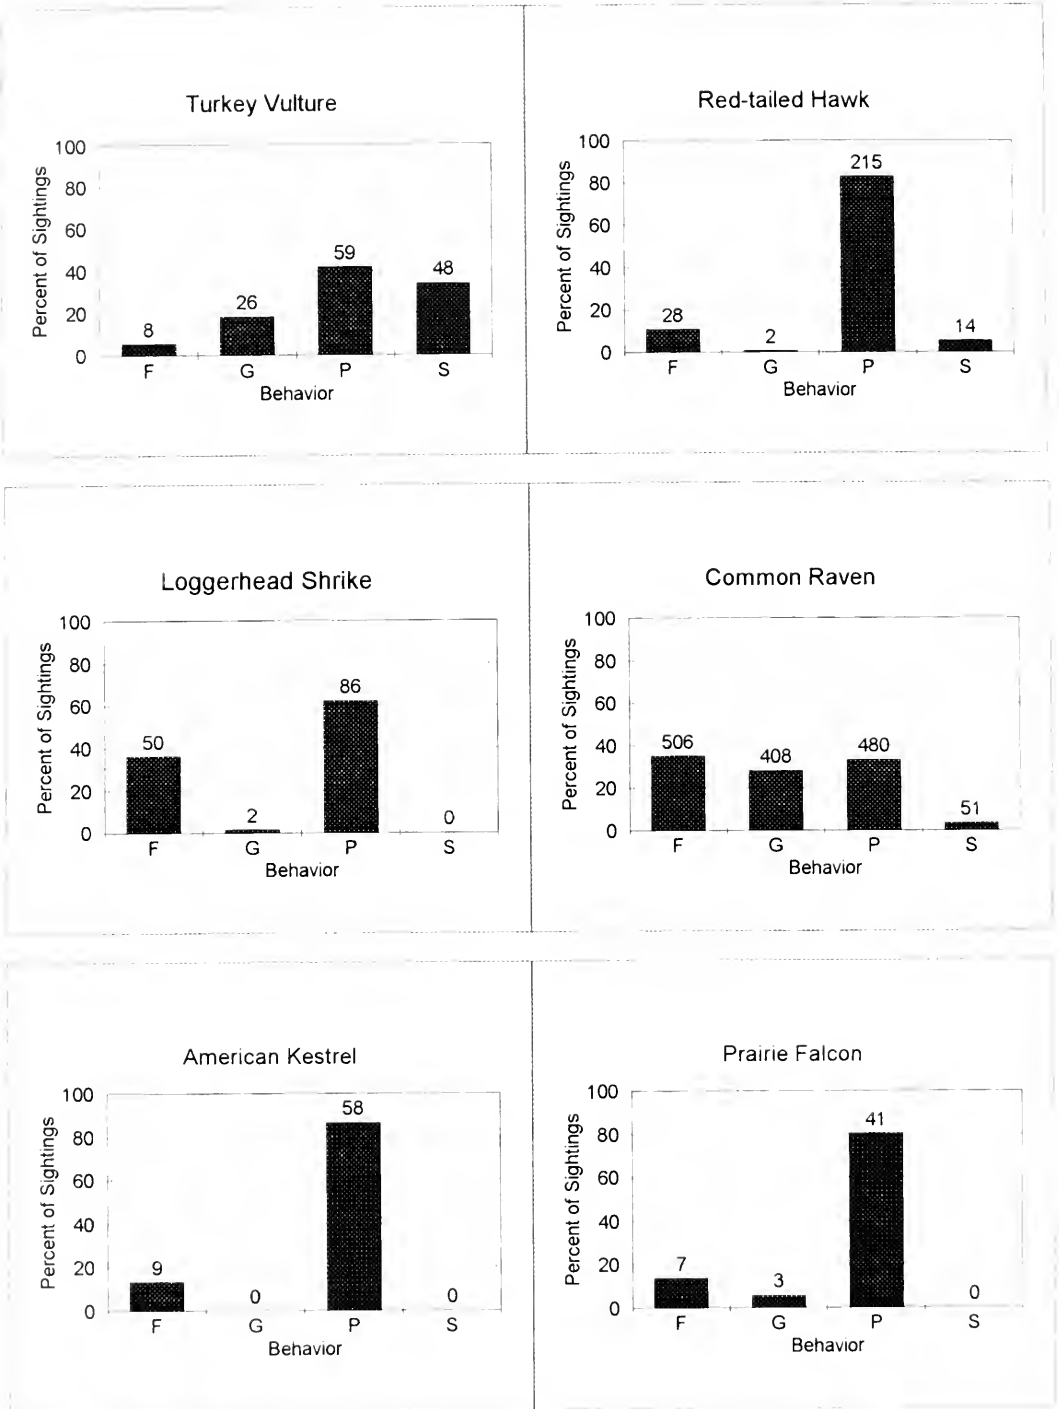 Turkey Vulture
100
80
60
40
20
0
Percent of Sightings
8
26
59
48
F G P S
Behavior
Red-tailed Hawk
100
80
60
40
20
0
Percent of Sightings
28
2
215
14
F G P S
Behavior
Loggerhead Shrike
100
80
60
40
20
0
Percent of Sightings
50
2
86
0
F G P S
Behavior
Common Raven
100
80
60
40
20
0
Percent of Sightings
506
408
480
51
F G P S
Behavior
American Kestrel
100
80
60
40
20
0
Percent of Sightings
9
0
58
0
F G P S
Behavior
Prairie Falcon
100
80
60
40
20
0
Percent of Sightings
7
3
41
0
F G P S
Behavior